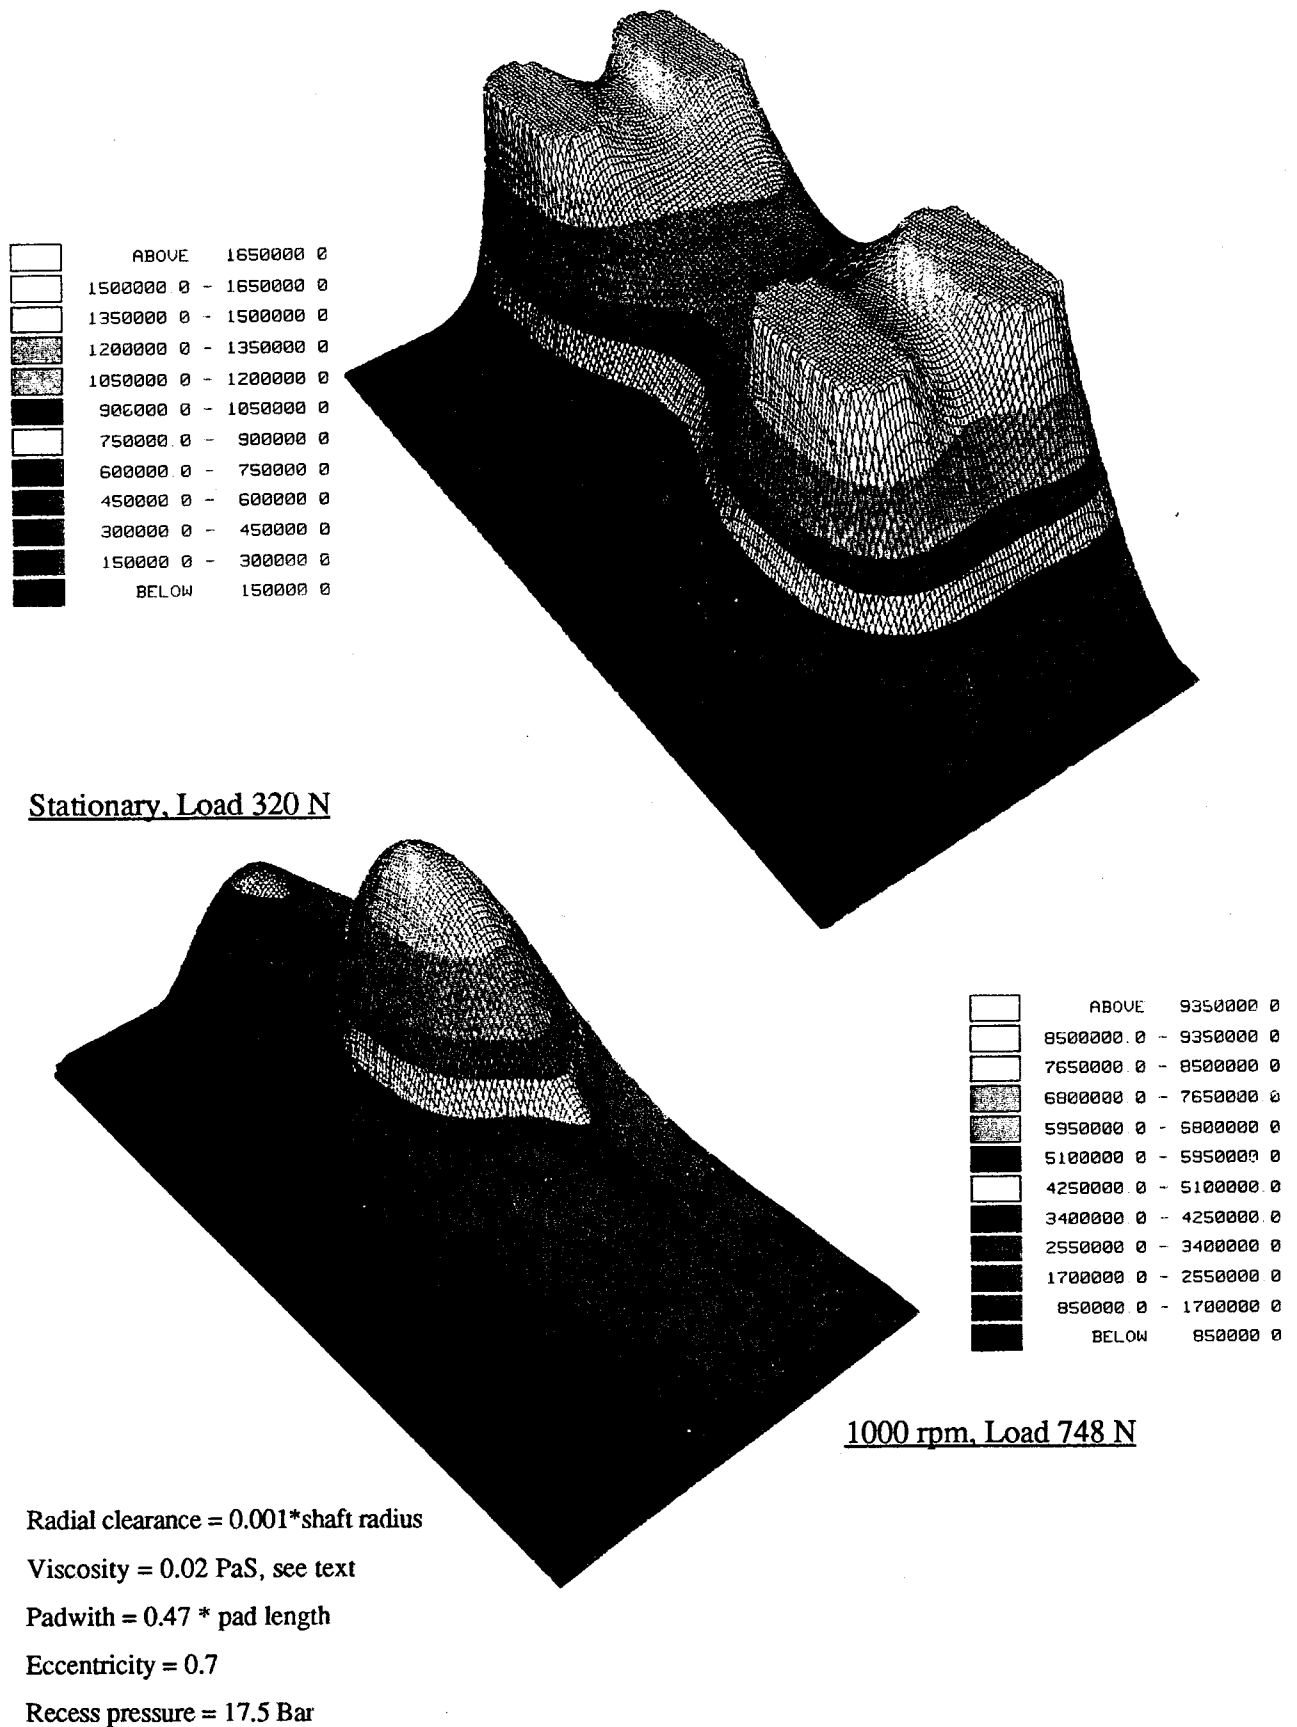 ABOVE 1650000 0
1500000.0 - 1650000 0
1350000 0 - 1500000 0
1200000 0 - 1350000 0
1050000 0 - 1200000 0
900000 0 - 1050000 0
750000.0 - 900000 0
600000.0 - 750000 0
450000 0 - 600000 0
300000 0 - 450000 0
150000 0 - 300000 0
BELOW 150000 0
Stationary, Load 320 N
ABOVE 9350000 0
8500000.0 - 9350000 0
7650000 0 - 8500000 0
6800000 0 - 7650000 0
5950000 0 - 5800000 0
5100000 0 - 5950000 0
4250000.0 - 5100000.0
3400000 0 - 4250000.0
2550000 0 - 3400000 0
1700000 0 - 2550000.0
850000.0 - 1700000 0
BELOW 850000 0
1000 rpm, Load 748 N
Radial clearance = 0.001*shaft radius
Viscosity = 0.02 PaS, see text
Padwith = 0.47 * pad length
Eccentricity = 0.7
Recess pressure = 17.5 Bar